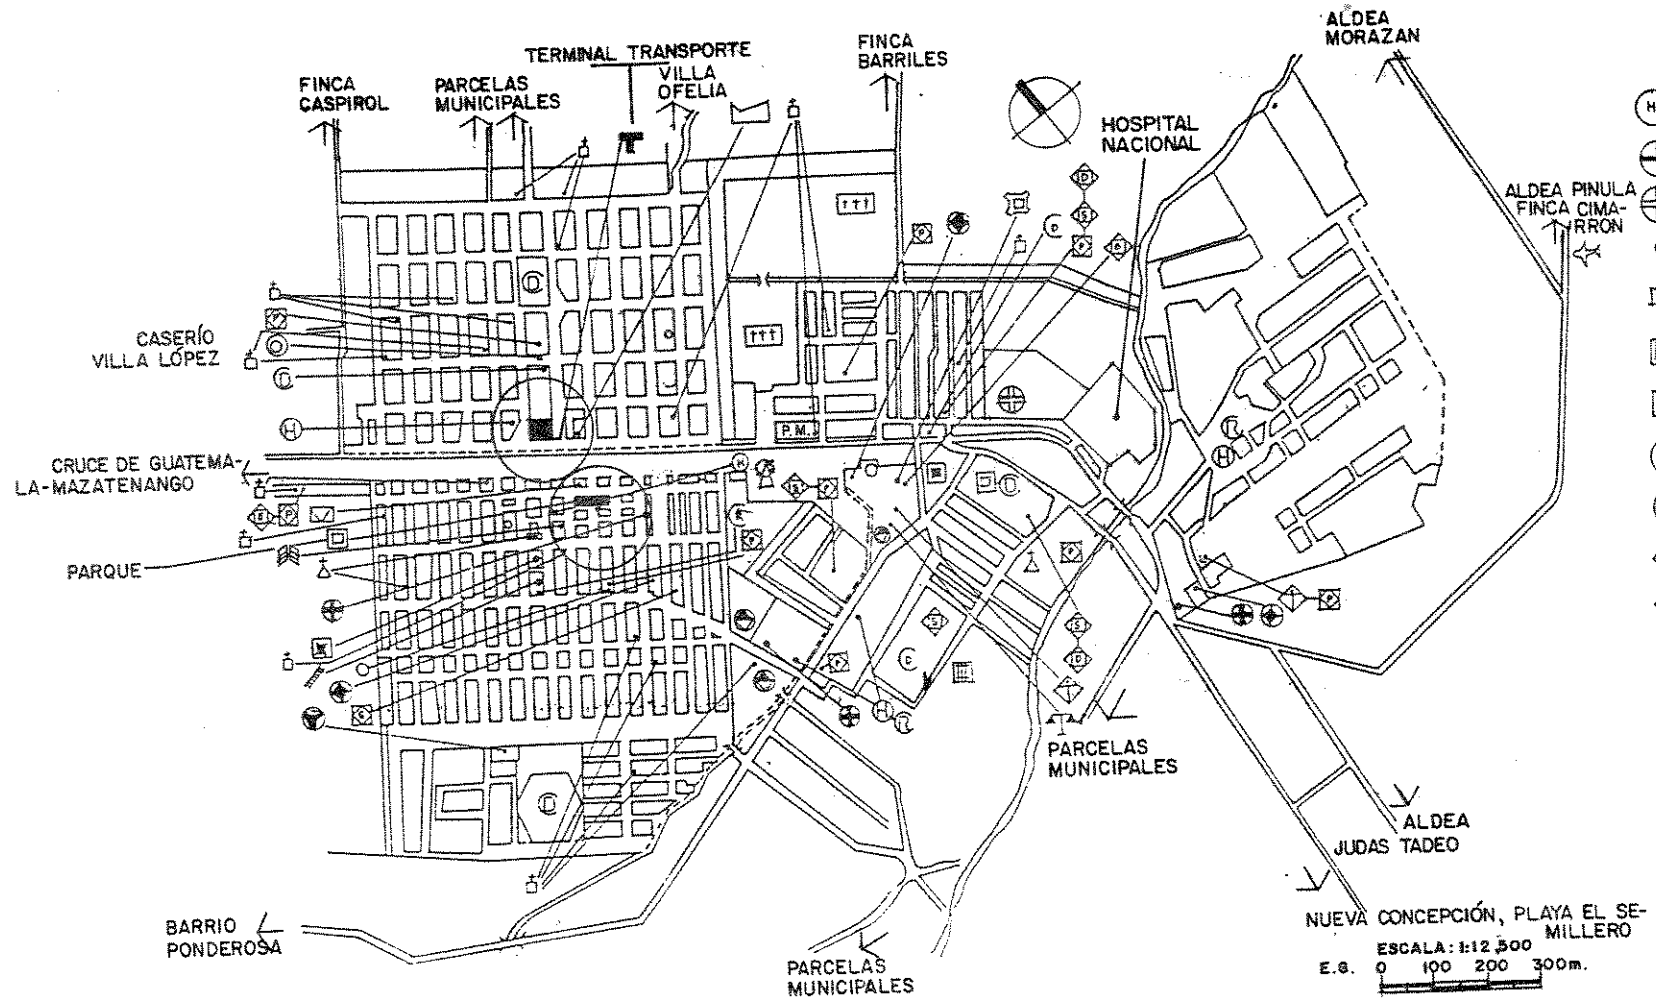 ALDEA
MORAZAN
FINCA
BARRILES
TERMINAL TRANSPORTE
VILLA
OFELIA
FINCA
CASPIROL
PARCELAS
MUNICIPALES
HOSPITAL
NACIONAL
ALDEA PINULA
FINCA CIMA-
RRON
CASERÍO
VILLA LÓPEZ
P.M.
CRUCE DE GUATEMA-
LA-MAZATENANGO
PARQUE
PARCELAS
MUNICIPALES
ALDEA
JUDAS TADEO
BARRIO
PONDEROSA
PARCELAS
MUNICIPALES
NUEVA CONCEPCIÓN, PLAYA EL SE-
MILLERO
ESCALA: 1:12,500
E.G. 0 100 200 300m.